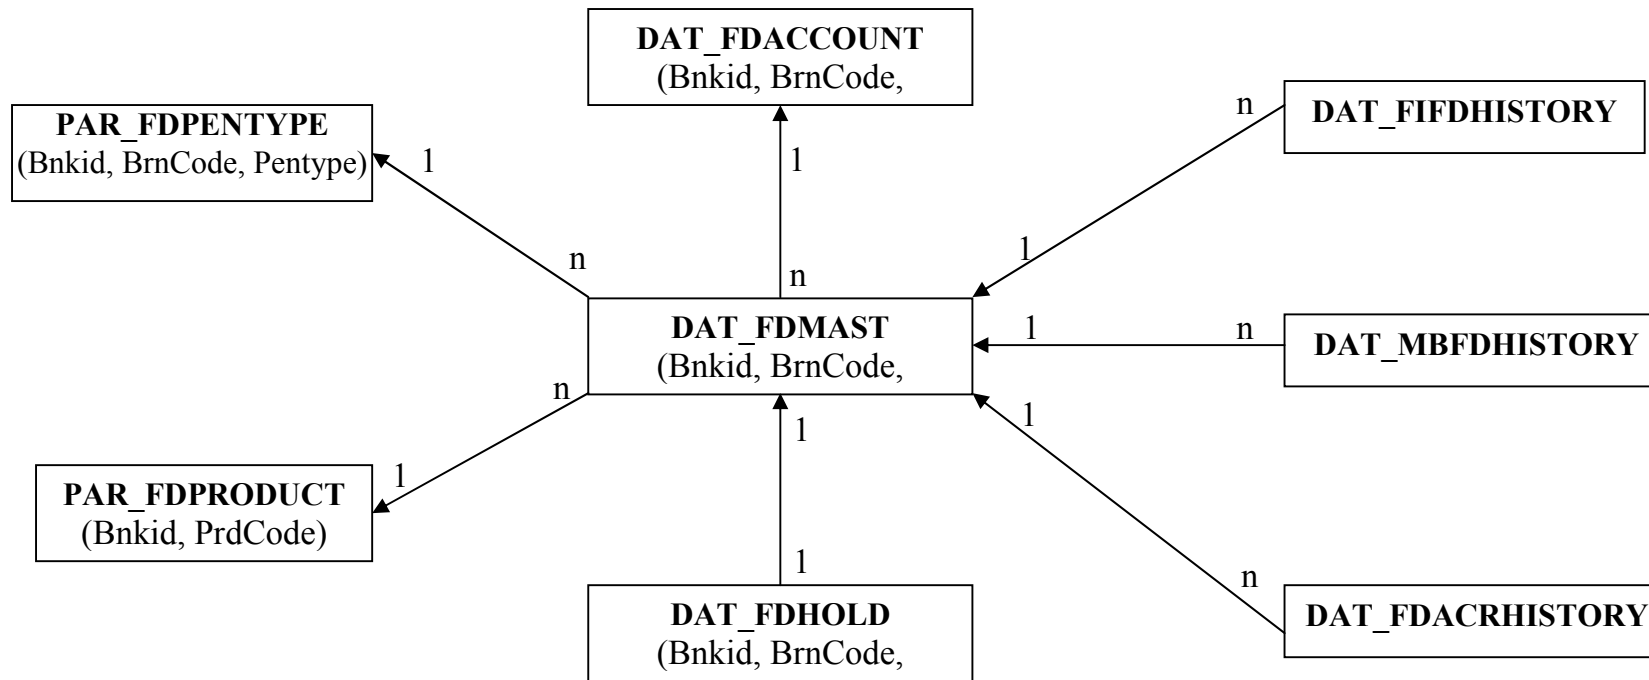 DAT_FDACCOUNT
(Bnkid, BrnCode,
PAR_FDPENTYPE
(Bnkid, BrnCode, Pentype)
DAT_FIFDHISTORY
n
1
1
1
n
n
DAT_FDMAST
(Bnkid, BrnCode,
1
n
DAT_MBFDHISTORY
n
1
1
1
PAR_FDPRODUCT
(Bnkid, PrdCode)
1
n
DAT_FDHOLD
(Bnkid, BrnCode,
DAT_FDACRHISTORY